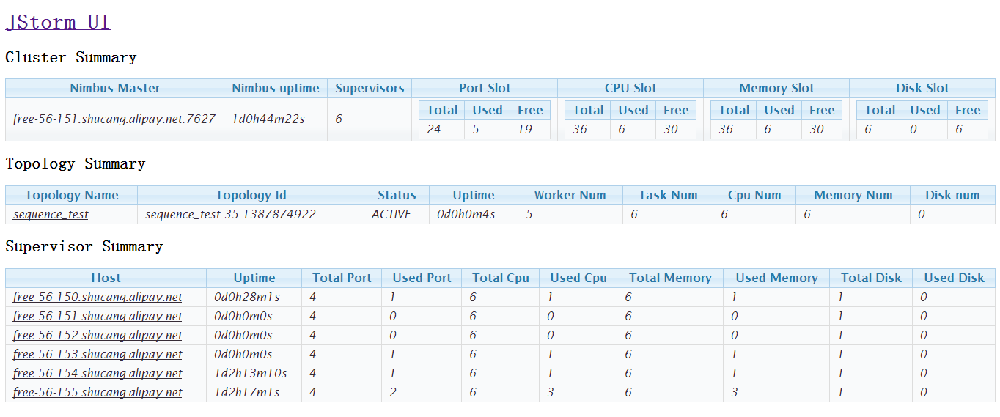 JStorm UI
Cluster Summary
Nimbus Master Nimbus uptime Supervisors Port Slot CPU Slot Memory Slot Disk Slot
Total Used Free Total Used Free Total Used Free Total Used Free
free-56-151.shucang.alipay.net:7627 1d0h44m22s 6 24 5 19 36 6 30 36 6 30 6 0 6
Topology Summary
Topology Name Topology Id Status Uptime Worker Num Task Num Cpu Num Memory Num Disk num
sequence_test sequence_test-35-1387874922 ACTIVE 0d0h0m4s 5 6 6 6 0
Supervisor Summary
Host Uptime Total Port Used Port Total Cpu Used Cpu Total Memory Used Memory Total Disk Used Disk
free-56-150.shucang.alipay.net 0d0h28m1s 4 1 6 1 6 1 1 0
free-56-151.shucang.alipay.net 0d0h0m0s 4 0 6 0 6 0 1 0
free-56-152.shucang.alipay.net 0d0h0m0s 4 0 6 0 6 0 1 0
free-56-153.shucang.alipay.net 0d0h0m0s 4 1 6 1 6 1 1 0
free-56-154.shucang.alipay.net 1d2h13m10s 4 1 6 1 6 1 1 0
free-56-155.shucang.alipay.net 1d2h17m1s 4 2 6 3 6 3 1 0